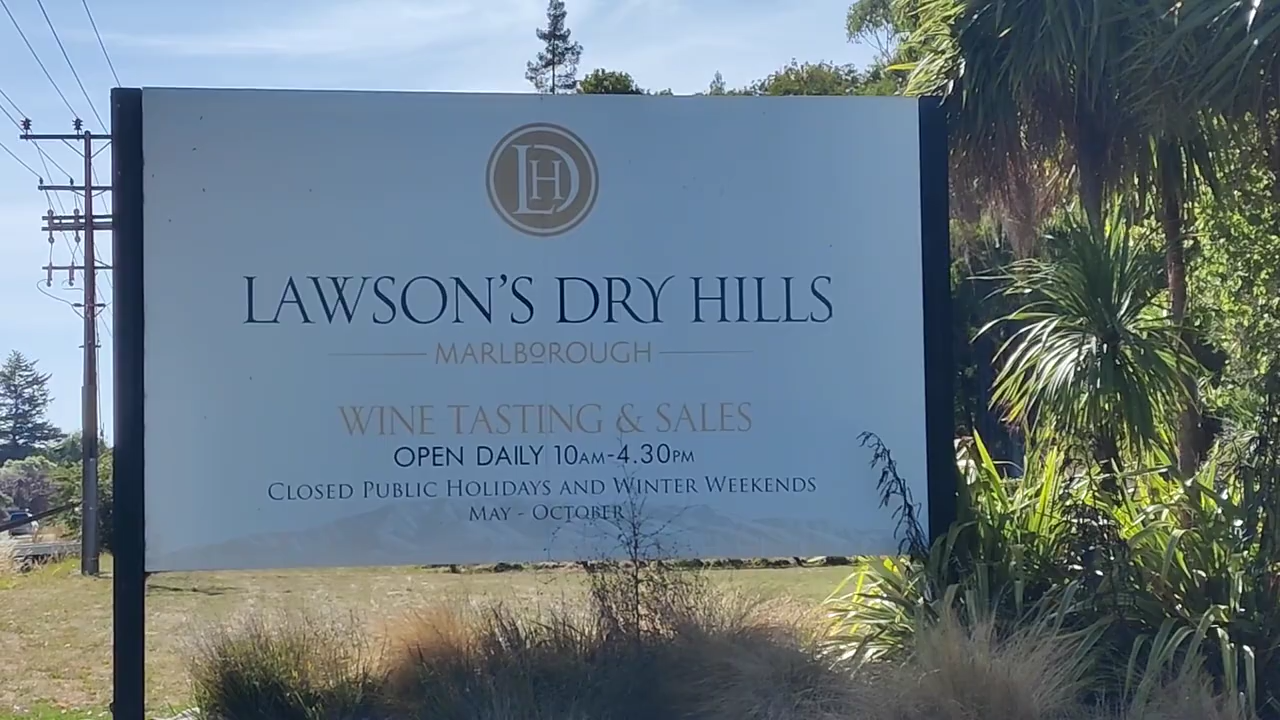 LDH
LAWSON'S DRY HILLS
MARLBOROUGH
WINE TASTING & SALES
OPEN DAILY 10AM-4.30PM
CLOSED PUBLIC HOLIDAYS AND WINTER WEEKENDS
MAY - OCTOBER